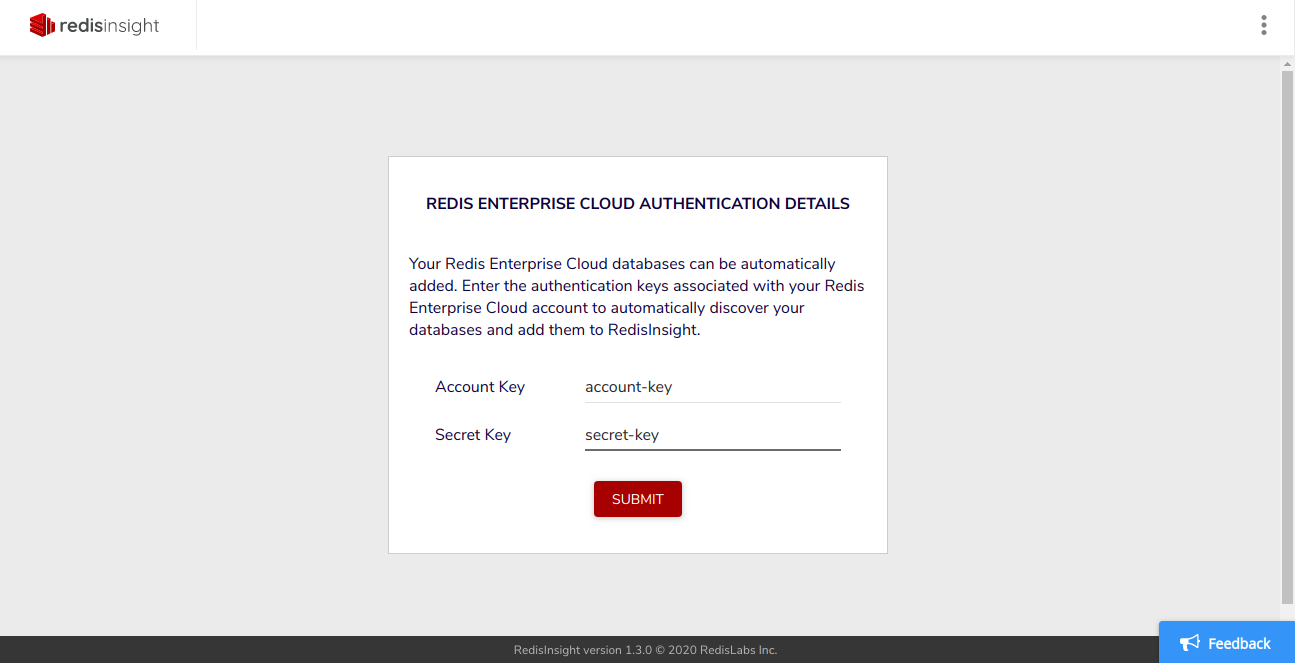 redisinsight
REDIS ENTERPRISE CLOUD AUTHENTICATION DETAILS
Your Redis Enterprise Cloud databases can be automatically
added. Enter the authentication keys associated with your Redis
Enterprise Cloud account to automatically discover your
databases and add them to RedisInsight.
Account Key account-key
Secret Key secret-key
SUBMIT
RedisInsight version 1.3.0 © 2020 RedisLabs Inc.
Feedback